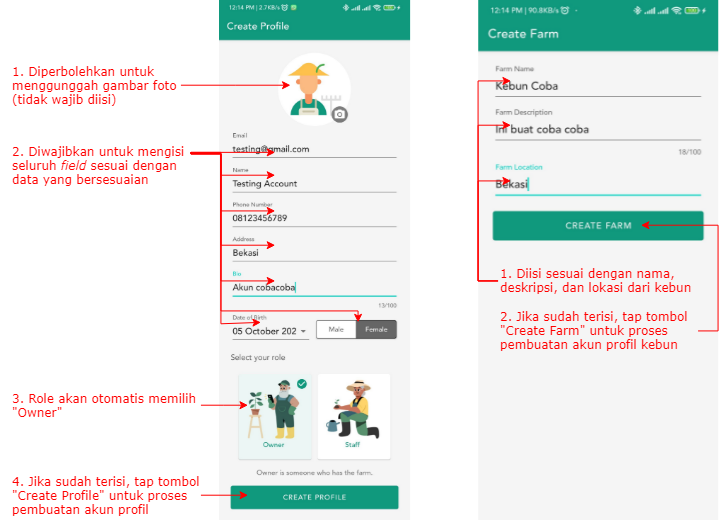 12:14 PM | 2.7KB/s
Create Profile
1. Diperbolehkan untuk
menggunggah gambar foto
(tidak wajib diisi)
2. Diwajibkan untuk mengisi
seluruh field sesuai dengan
data yang bersesuaian
3. Role akan otomatis memilih
"Owner"
4. Jika sudah terisi, tap tombol
"Create Profile" untuk proses
pembuatan akun profil
Email
testing@gmail.com
Name
Testing Account
Phone Number
08123456789
Address
Bekasi
Bio
Akun cobacoba
13/100
Date of Birth
05 October 202
Male
Female
Select your role
Owner
Staff
Owner is someone who has the farm.
CREATE PROFILE
12:14 PM | 90.8KB/s
Create Farm
Farm Name
Kebun Coba
Farm Description
Ini buat coba coba
18/100
Farm Location
Bekasi
CREATE FARM
1. Diisi sesuai dengan nama,
deskripsi, dan lokasi dari kebun
2. Jika sudah terisi, tap tombol
"Create Farm" untuk proses
pembuatan akun profil kebun